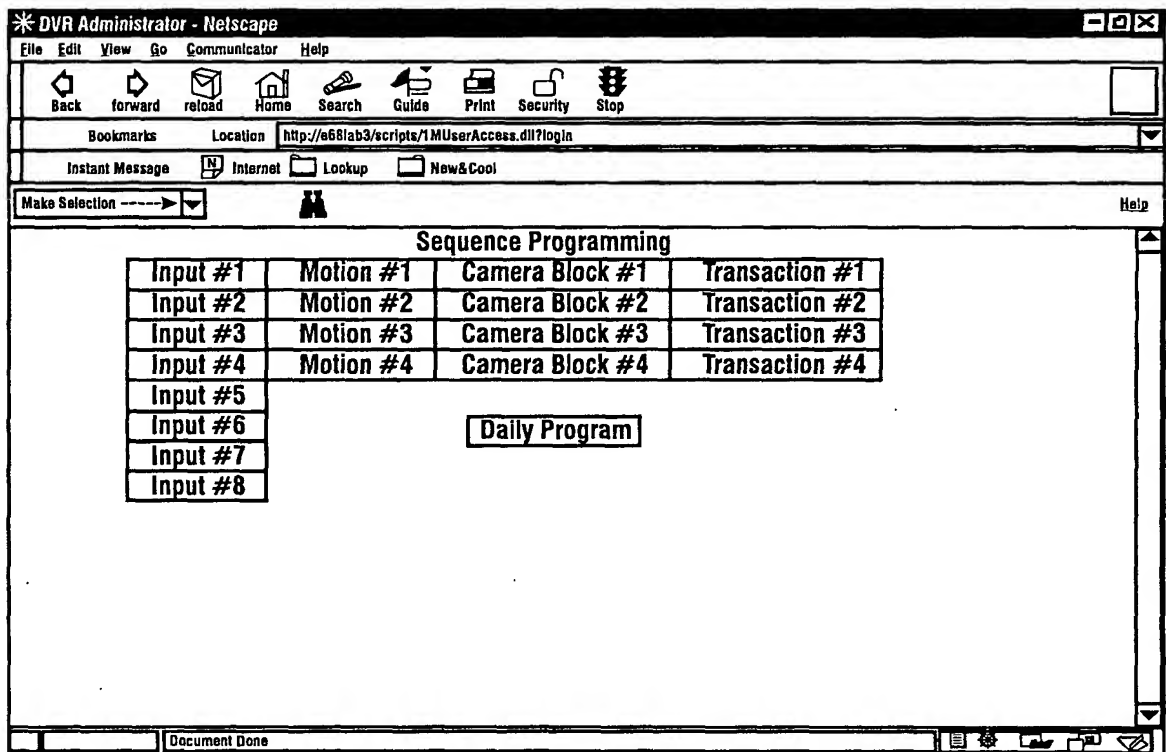 DVR Administrator - Netscape
File Edit View Go Communicator Help
Back forward reload Home Search Guide Print Security Stop
Bookmarks Location http://e68lab3/scripts/1MUserAccess.dll?login
Instant Message N Internet Lookup New&Cool
Make Selection -----> Help
Sequence Programming
Input #1 Motion #1 Camera Block #1 Transaction #1
Input #2 Motion #2 Camera Block #2 Transaction #2
Input #3 Motion #3 Camera Block #3 Transaction #3
Input #4 Motion #4 Camera Block #4 Transaction #4
Input #5
Input #6 Daily Program
Input #7
Input #8
Document Done